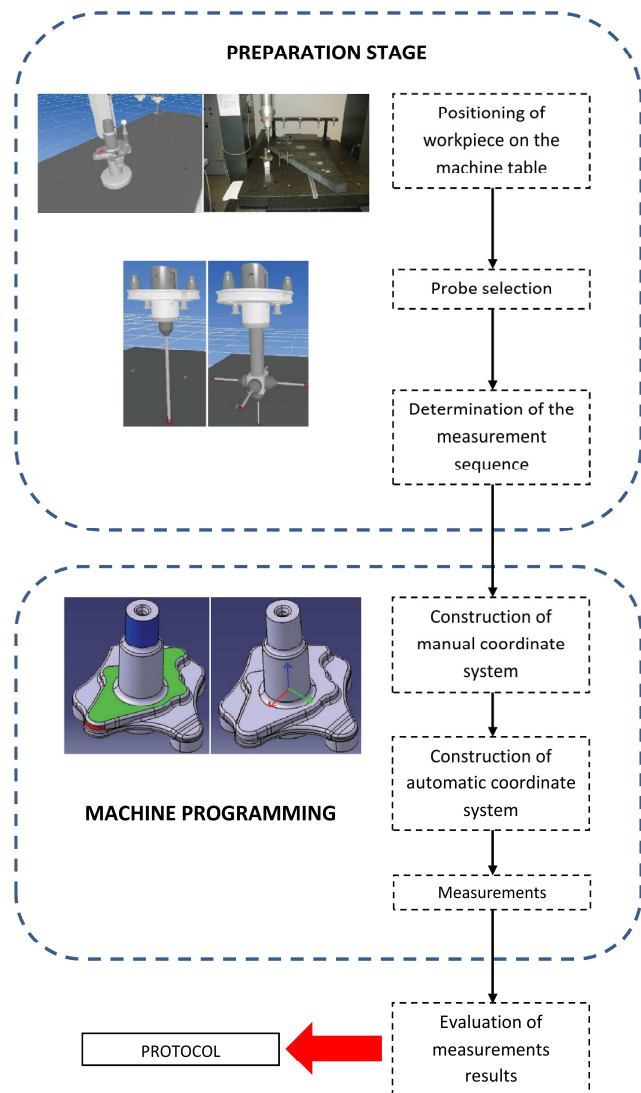 PREPARATION STAGE
Positioning of
workpiece on the
machine table
Probe selection
Determination of the
measurement
sequence
Construction of
manual coordinate
system
Construction of
automatic coordinate
system
MACHINE PROGRAMMING
Measurements
Evaluation of
measurements
results
PROTOCOL